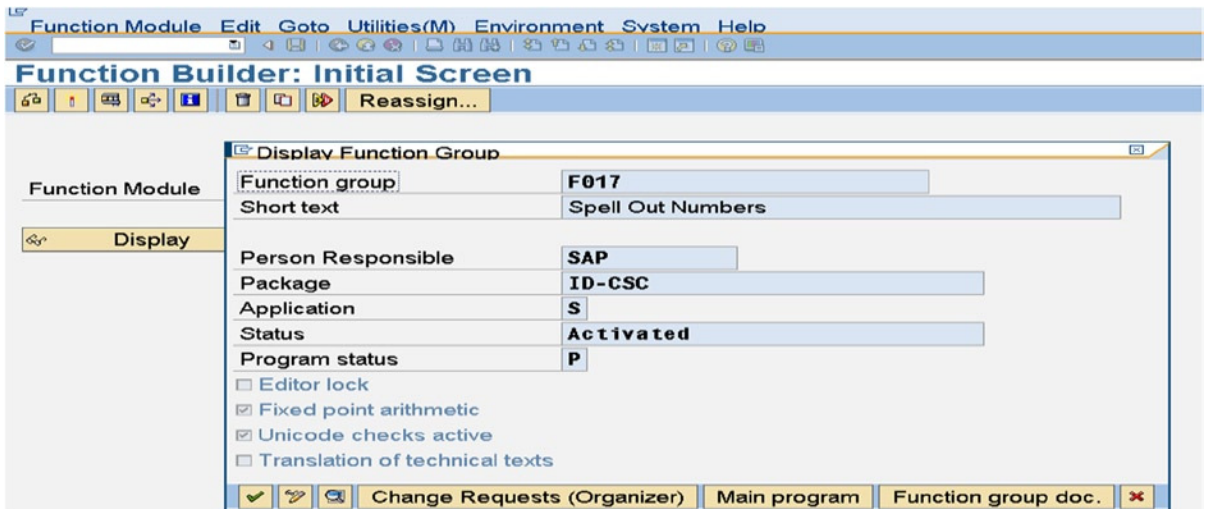 Function Module Edit Goto Utilities(M) Environment System Help
Function Builder: Initial Screen
Reassign...
Display Function Group
Function Module
Function group F017
Short text Spell Out Numbers
Display
Person Responsible SAP
Package ID-CSC
Application S
Status Activated
Program status P
Editor lock
Fixed point arithmetic
Unicode checks active
Translation of technical texts
Change Requests (Organizer) Main program Function group doc.